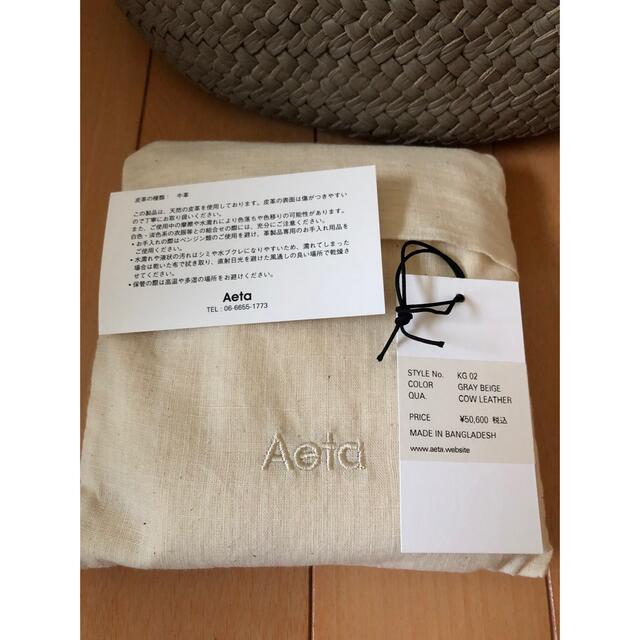 皮革の種類： 牛革
この製品は、天然の皮革を使用しております。皮革の表面は傷がつきやすい
ので丁寧にお取り扱いください。
また、ご使用中の摩擦や水濡れにより色落ちや色移りの可能性があります。
白色・淡色系の衣服等との組合せの際には、充分にご注意ください。
• お手入れの際はベンジン類のご使用を避け、革製品専用のお手入れ用品を
ご使用ください。
• 水濡れや液状の汚れはシミや水ブクレになりやすいため、濡れてしまった
場合は乾いた布で拭き取り、直射日光を避けた風通しの良い場所で乾燥さ
せてください。
• 保管の際は高温や多湿の場所をお避けください。
Aeta
TEL : 06-6655-1773
STYLE No. KG 02
COLOR GRAY BEIGE
QUA. COW LEATHER
PRICE ¥50,600 税込
MADE IN BANGLADESH
www.aeta.website
Aeta